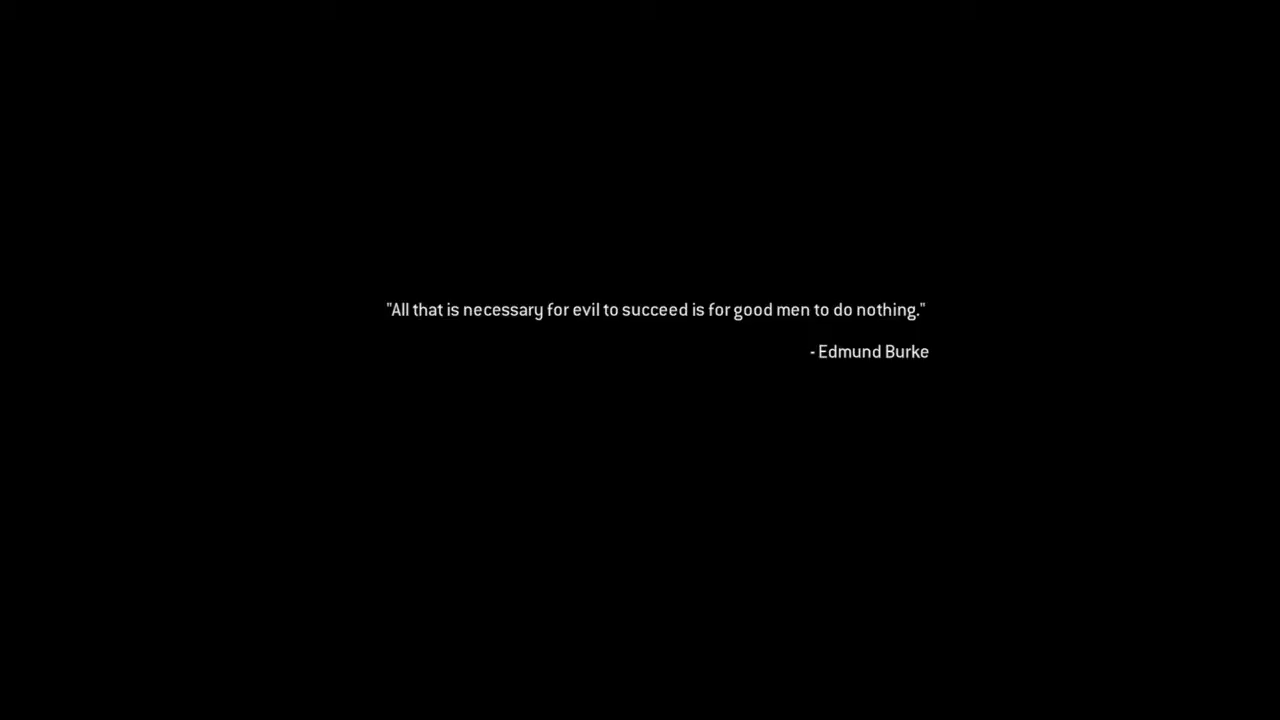 "All that is necessary for evil to succeed is for good men to do nothing."
- Edmund Burke